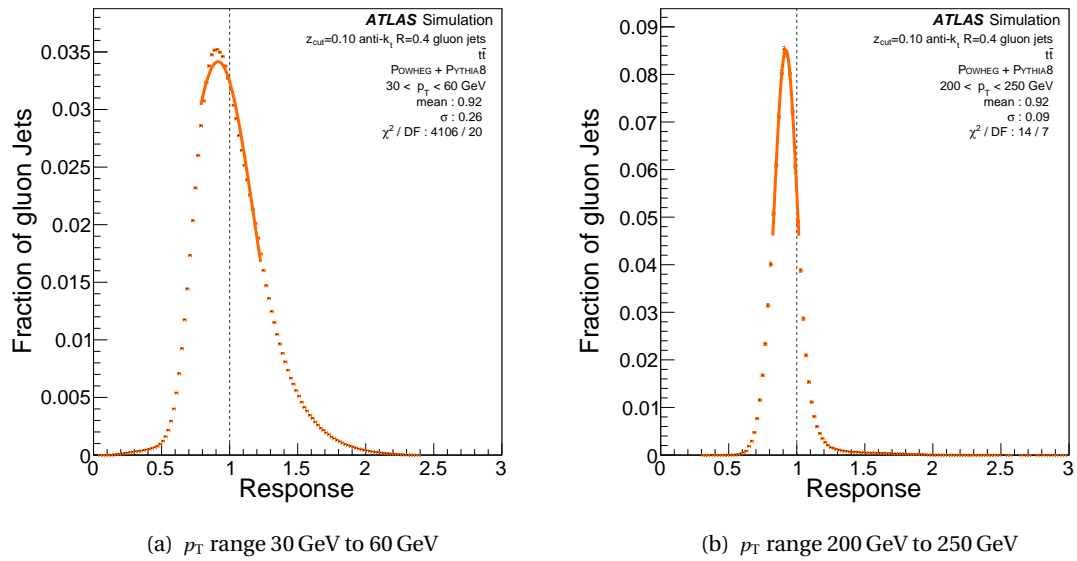 ATLAS Simulation
z_cut=0.10 anti-k_t R=0.4 gluon jets
tt̄
POWHEG + PYTHIA8
30 < p_T < 60 GeV
mean : 0.92
σ : 0.26
χ² / DF : 4106 / 20
Fraction of gluon Jets
0.035
0.03
0.025
0.02
0.015
0.01
0.005
0
0 0.5 1 1.5 2 2.5 3
Response
(a) p_T range 30 GeV to 60 GeV
ATLAS Simulation
z_cut=0.10 anti-k_t R=0.4 gluon jets
tt̄
POWHEG + PYTHIA8
200 < p_T < 250 GeV
mean : 0.92
σ : 0.09
χ² / DF : 14 / 7
Fraction of gluon Jets
0.09
0.08
0.07
0.06
0.05
0.04
0.03
0.02
0.01
0
0 0.5 1 1.5 2 2.5 3
Response
(b) p_T range 200 GeV to 250 GeV